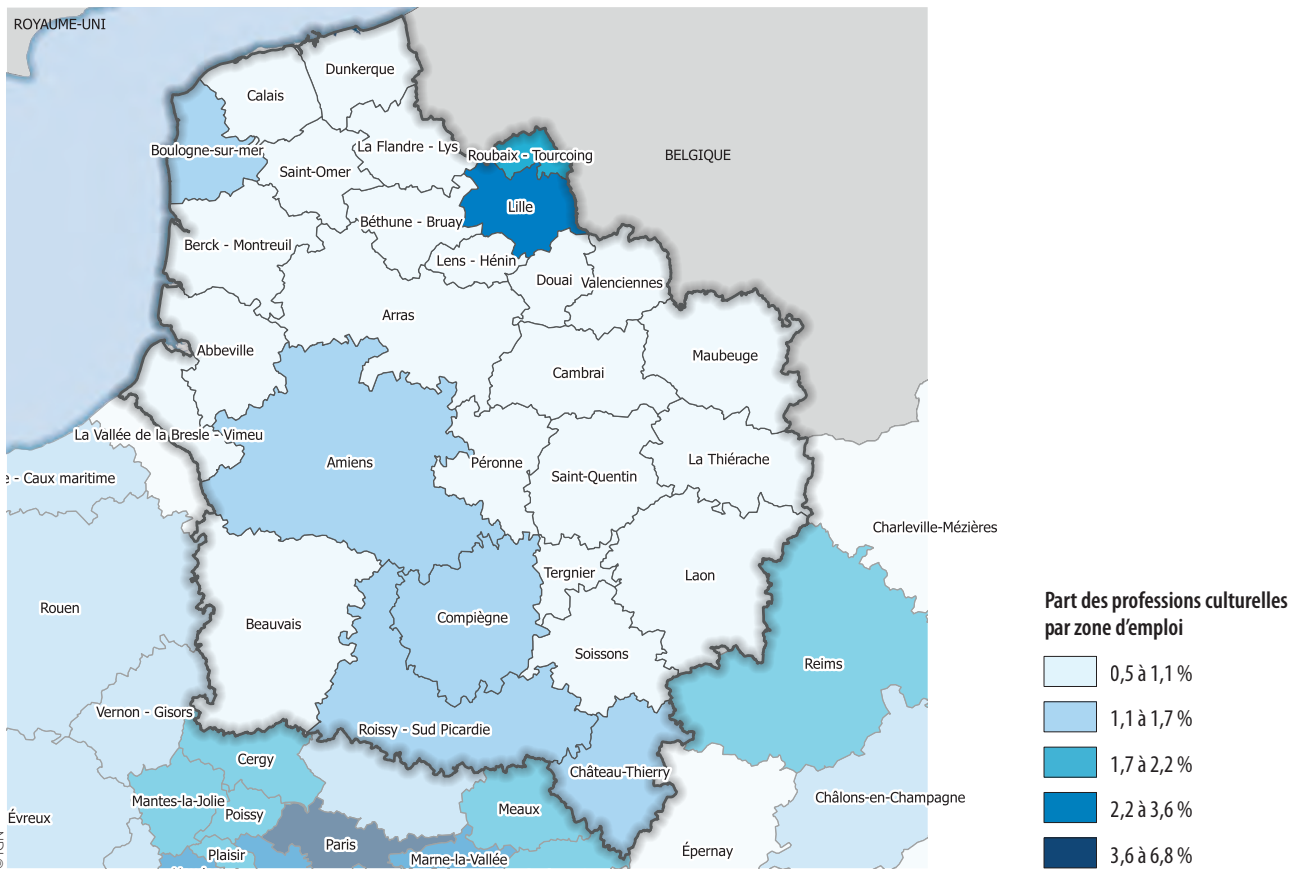 ROYAUME-UNI
Dunkerque
Calais
La Flandre - Lys
Boulogne-sur-mer
Roubaix - Tourcoing
BELGIQUE
Saint-Omer
Lille
Béthune - Bruay
Berck - Montreuil
Lens - Hénin
Douai
Valenciennes
Arras
Abbeville
Maubeuge
Cambrai
La Vallée de la Bresle - Vimeu
Amiens
Péronne
La Thiérache
Saint-Quentin
e - Caux maritime
Charleville-Mézières
Tergnier
Laon
Rouen
Beauvais
Compiègne
Soissons
Reims
Vernon - Gisors
Roissy - Sud Picardie
Cergy
Château-Thierry
Mantes-la-Jolie
Poissy
Meaux
Châlons-en-Champagne
Évreux
Paris
Plaisir
Marne-la-Vallée
Épernay
© IGN
Part des professions culturelles
par zone d'emploi
0,5 à 1,1 %
1,1 à 1,7 %
1,7 à 2,2 %
2,2 à 3,6 %
3,6 à 6,8 %